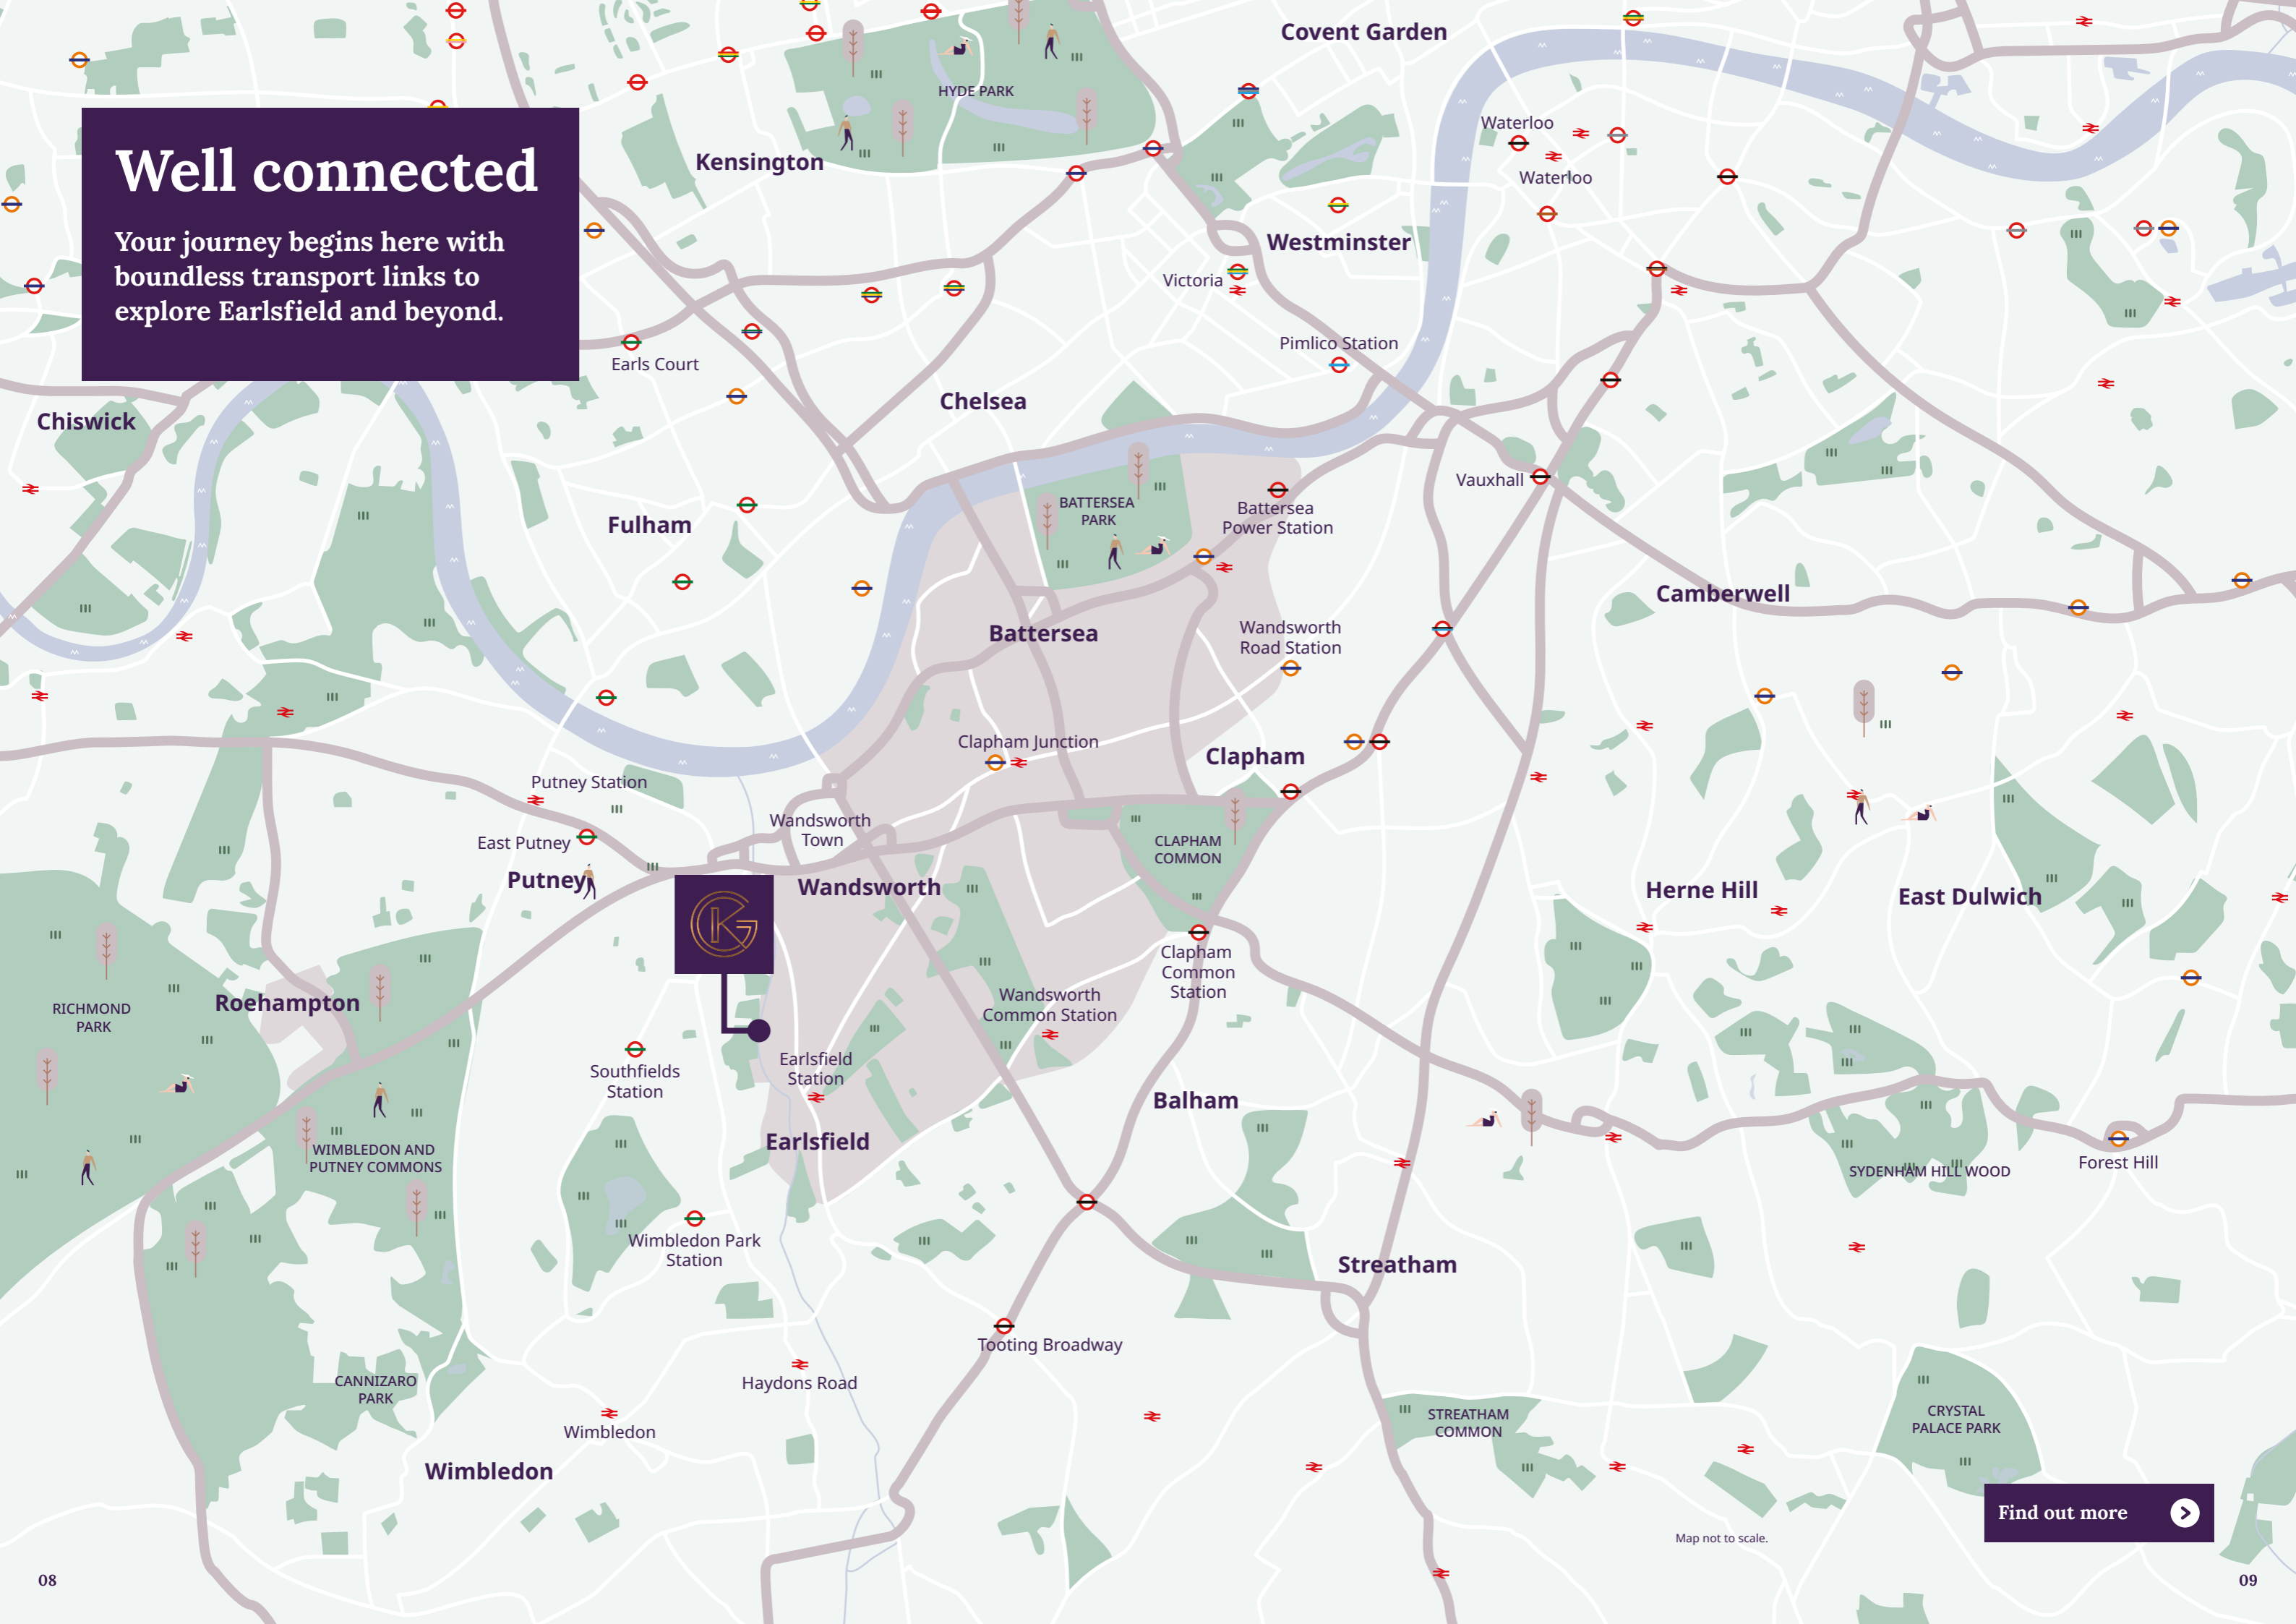 Well connected
Your journey begins here with
boundless transport links to
explore Earlsfield and beyond.
Covent Garden
HYDE PARK
Kensington
Waterloo
Waterloo
Westminster
Victoria
Pimlico Station
Earls Court
Chelsea
Chiswick
Vauxhall
BATTERSEA
PARK
Battersea
Power Station
Fulham
Camberwell
Battersea
Wandsworth
Road Station
Clapham Junction
Clapham
Putney Station
East Putney
Putney
Wandsworth
Town
CLAPHAM
COMMON
Wandsworth
KG
Herne Hill
East Dulwich
Clapham
Common
Station
Wandsworth
Common Station
Roehampton
RICHMOND
PARK
Southfields
Station
Earlsfield
Station
Balham
Earlsfield
WIMBLEDON AND
PUTNEY COMMONS
SYDENHAM HILL WOOD
Forest Hill
Wimbledon Park
Station
Streatham
Tooting Broadway
Haydons Road
CANNIZARO
PARK
Wimbledon
Wimbledon
STREATHAM
COMMON
CRYSTAL
PALACE PARK
Find out more
Map not to scale.
08
09